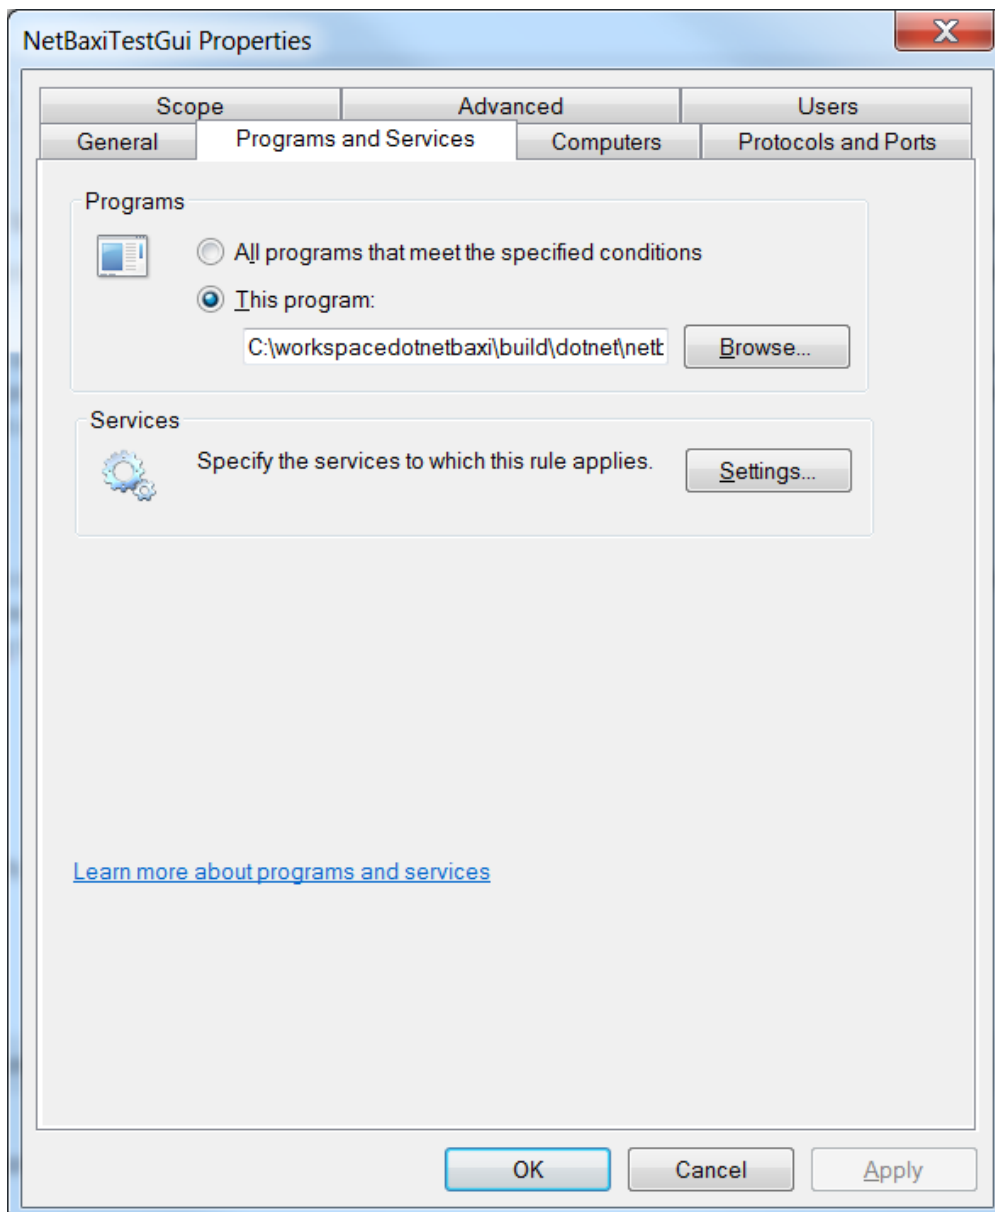 NetBaxiTestGui Properties
Scope Advanced Users
General Programs and Services Computers Protocols and Ports
Programs
All programs that meet the specified conditions
This program:
C:\workspacedotnetbaxi\build\dotnet\netb Browse...
Services
Specify the services to which this rule applies. Settings...
Learn more about programs and services
OK Cancel Apply